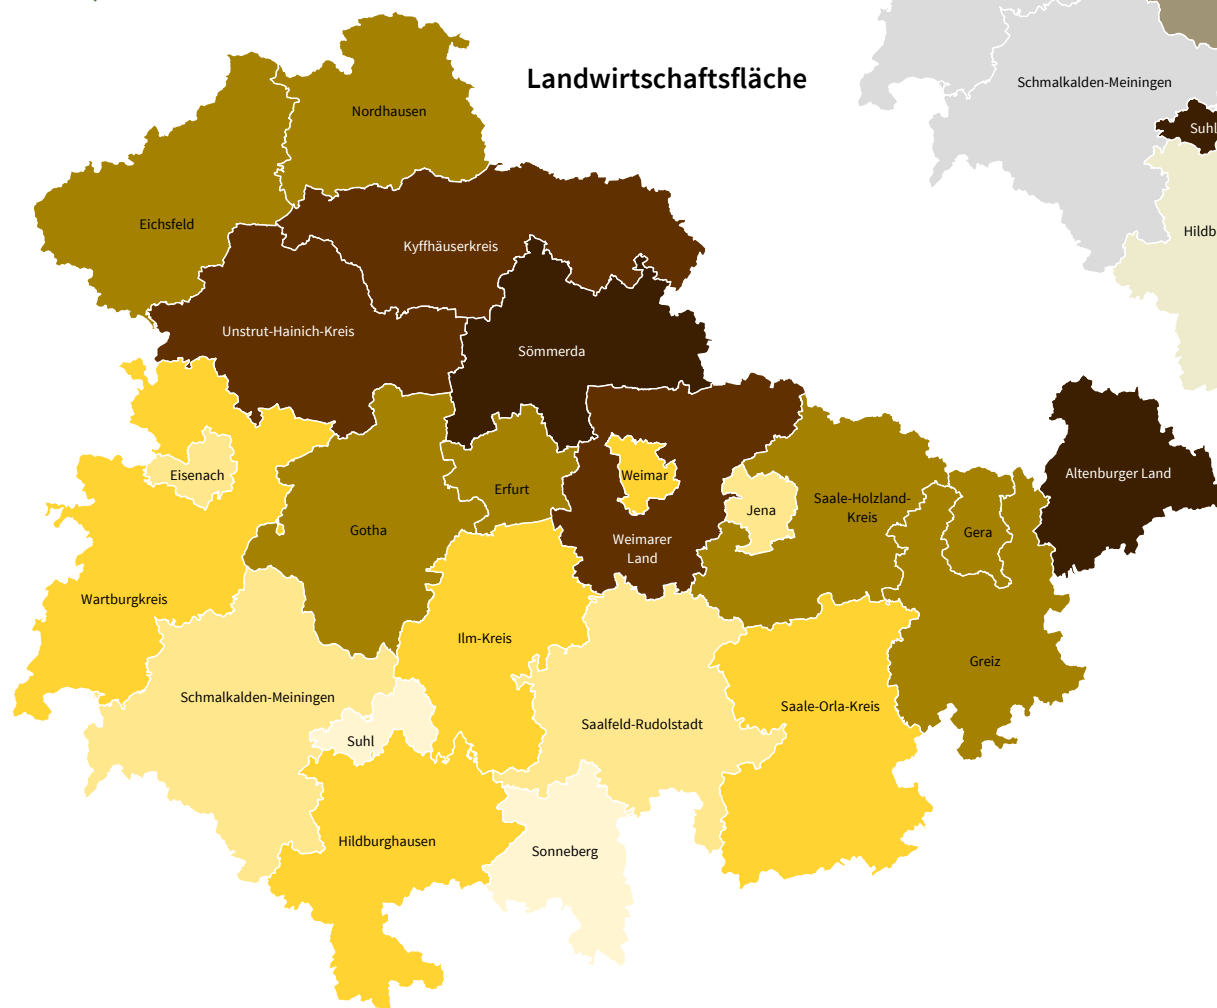 Landwirtschaftsfläche
Schmalkalden-Meiningen
Nordhausen
Suhl
Eichsfeld
Hildb
Kyffhäuserkreis
Unstrut-Hainich-Kreis
Sömmerda
Eisenach
Weimar
Altenburger Land
Erfurt
Saale-Holzland-
Kreis
Jena
Gotha
Gera
Weimarer
Land
Wartburgkreis
Ilm-Kreis
Greiz
Schmalkalden-Meiningen
Saale-Orla-Kreis
Saalfeld-Rudolstadt
Suhl
Hildburghausen
Sonneberg